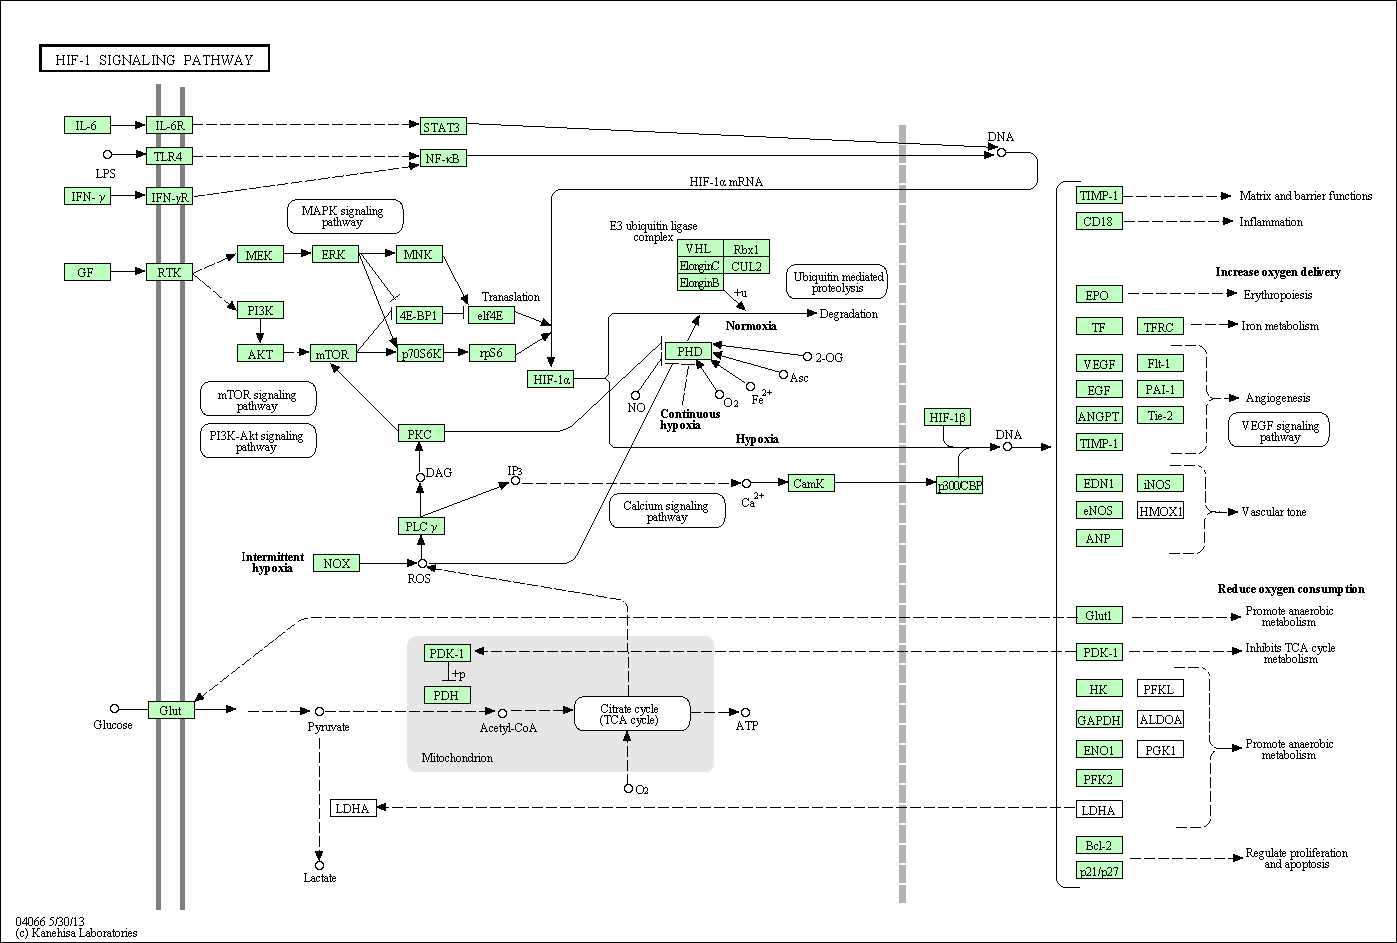 HIF-1 SIGNALING PATHWAY
IL-6
IL-6R
STAT3
DNA
LPS
TLR4
NF-κB
IFN-γ
IFN-γR
HIF-1α mRNA
MAPK signaling
pathway
E3 ubiquitin ligase
complex
VHL
Rbx1
ElonginC
CUL2
ElonginB
+u
Ubiquitin mediated
proteolysis
GF
RTK
MEK
ERK
MNK
PI3K
4E-BP1
Translation
elf4E
Normoxia
Degradation
AKT
mTOR
p70S6K
rpS6
HIF-1α
PHD
2-OG
Asc
Fe2+
O2
NO
Continuous
hypoxia
mTOR signaling
pathway
PI3K-Akt signaling
pathway
PKC
Hypoxia
HIF-1β
DNA
DAG
IP3
Ca2+
CamK
p300/CBP
Calcium signaling
pathway
PLCγ
Intermittent
hypoxia
NOX
ROS
PDK-1
+p
PDH
Glucose
Glut
Pyruvate
Acetyl-CoA
Citrate cycle
(TCA cycle)
ATP
Mitochondrion
O2
LDHA
Lactate
TIMP-1
Matrix and barrier functions
CD18
Inflammation
Increase oxygen delivery
EPO
Erythropoiesis
TF
TFRC
Iron metabolism
VEGF
Flt-1
EGF
PAI-1
Angiogenesis
ANGPT
Tie-2
VEGF signaling
pathway
TIMP-1
EDN1
iNOS
eNOS
HMOX1
Vascular tone
ANP
Reduce oxygen consumption
Glut1
Promote anaerobic
metabolism
PDK-1
Inhibits TCA cycle
metabolism
HK
PFKL
GAPDH
ALDOA
ENO1
PGK1
Promote anaerobic
metabolism
PFK2
LDHA
Bcl-2
p21/p27
Regulate proliferation
and apoptosis
04066 5/30/13
(c) Kanehisa Laboratories